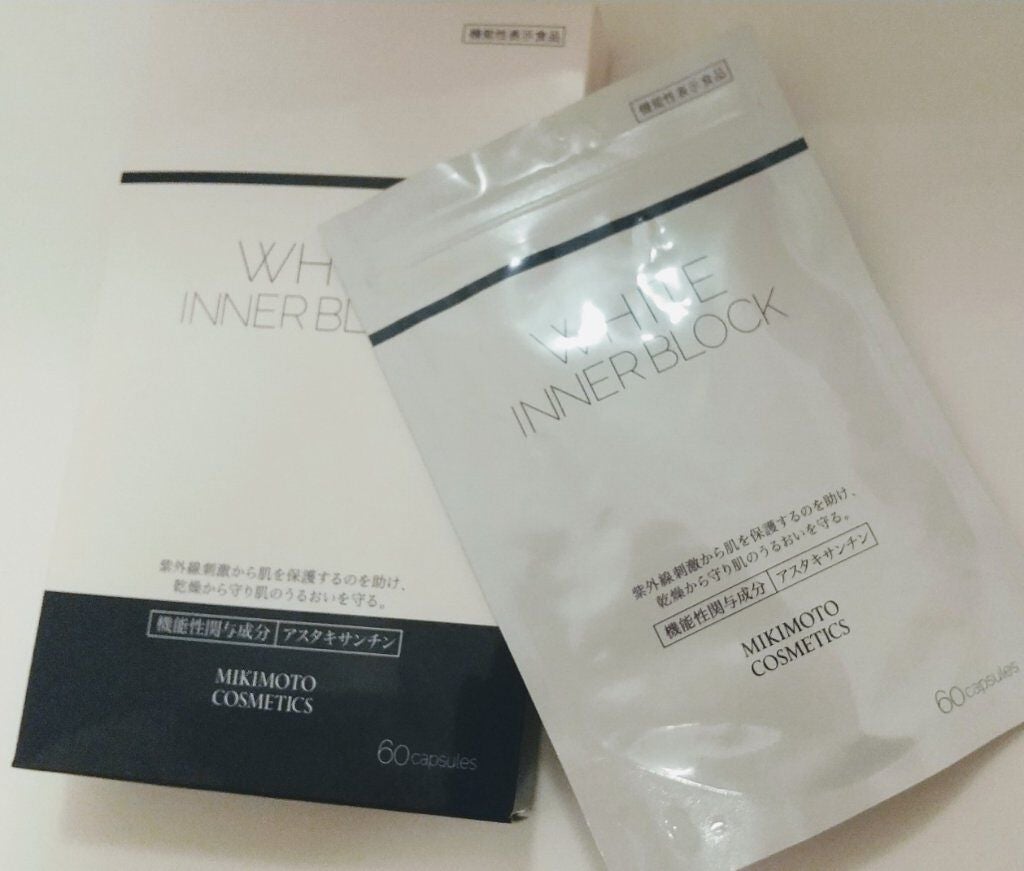 機能性表示食品
WH
INNER BL
紫外線刺激から肌を保護するのを助け、
乾燥から守り肌のうるおいを守る。
機能性関与成分 アスタキサンチン
MIKIMOTO
COSMETICS
60 capsules
機能性表示食品
WHITE
INNER BLOCK
紫外線刺激から肌を保護するのを助け、
乾燥から守り肌のうるおいを守る。
機能性関与成分 アスタキサンチン
MIKIMOTO
COSMETICS
60 capsules